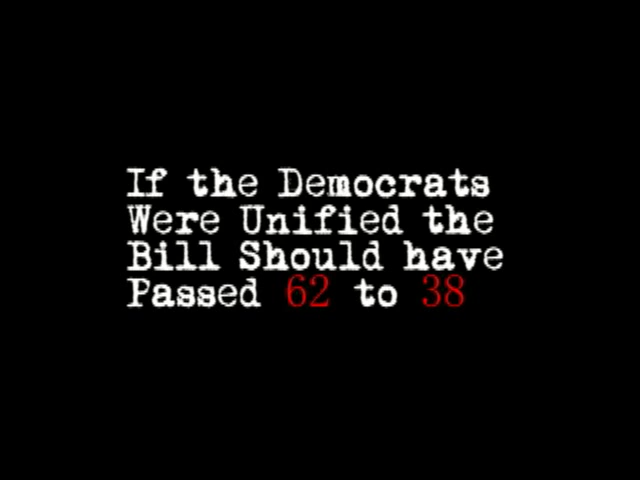 If the Democrats
Were Unified the
Bill Should have
Passed 62 to 38